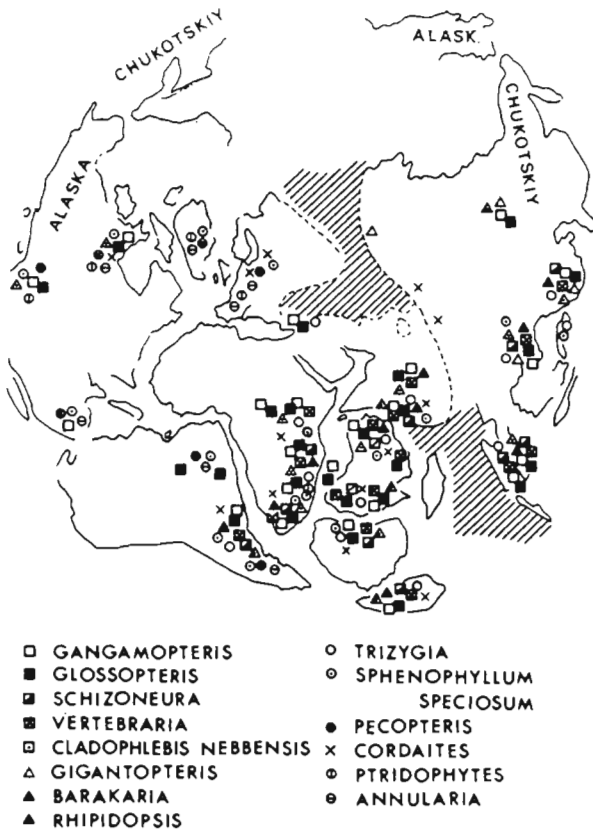 CHUKOTSKIY
ALASK.
CHUKOTSKIY
ALASKA
GANGAMOPTERIS
GLOSSOPTERIS
SCHIZONEURA
VERTEBRARIA
CLADOPHLEBIS NEBBENSIS
GIGANTOPTERIS
BARAKARIA
RHIPIDOPSIS
TRIZYGIA
SPHENOPHYLLUM
SPECIOSUM
PECOPTERIS
CORDAITES
PTRIDOPHYTES
ANNULARIA